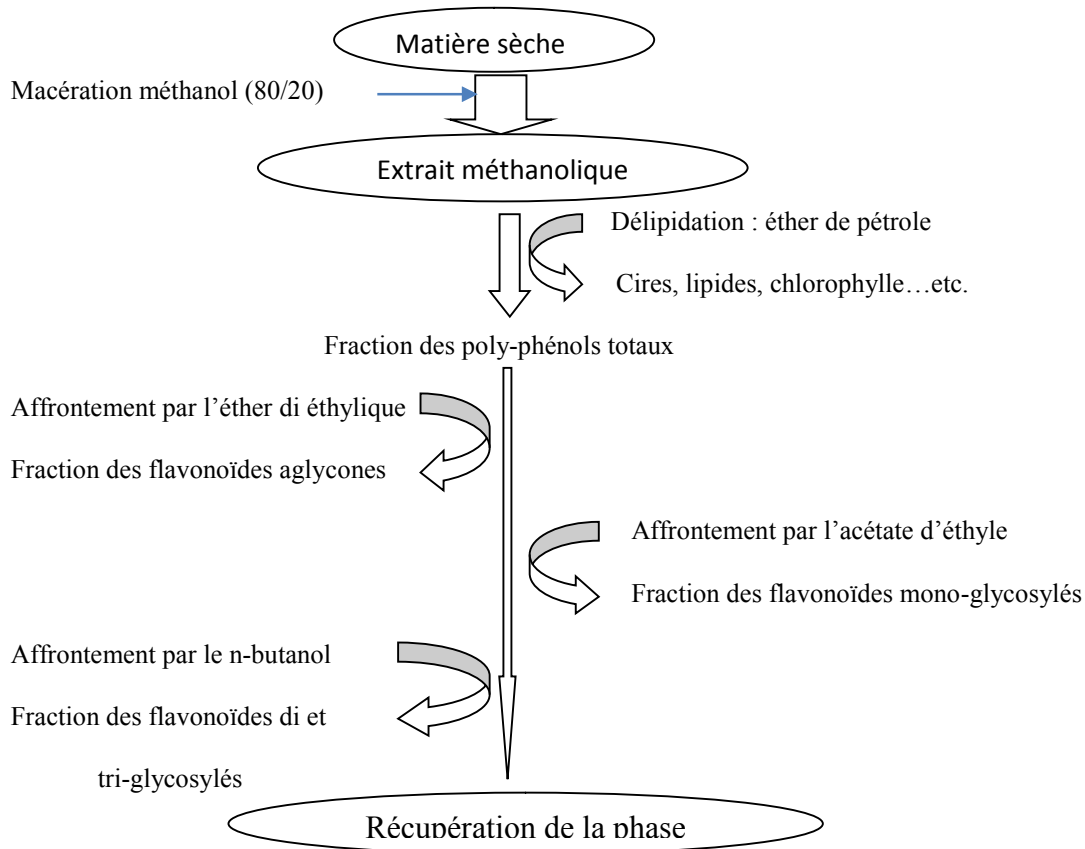 Matière sèche
Macération méthanol (80/20)
Extrait méthanolique
Délipidation : éther de pétrole
Cires, lipides, chlorophylle…etc.
Fraction des poly-phénols totaux
Affrontement par l’éther di éthylique
Fraction des flavonoïdes aglycones
Affrontement par l’acétate d’éthyle
Fraction des flavonoïdes mono-glycosylés
Affrontement par le n-butanol
Fraction des flavonoïdes di et
tri-glycosylés
Récupération de la phase